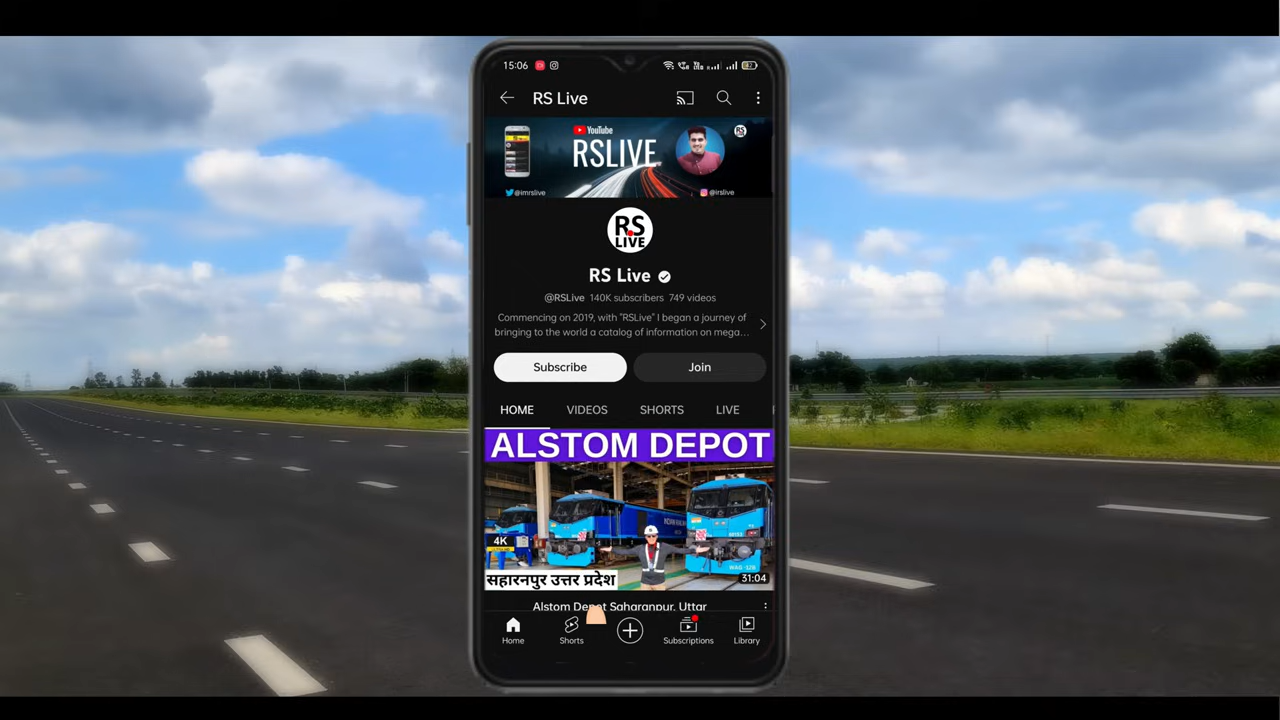 15:06
RS Live
YouTube
RSLIVE
@imrslive
@irslive
RS
LIVE
RS Live
@RSLive 140K subscribers 749 videos
Commencing on 2019, with "RSLive" I began a journey of
bringing to the world a catalog of information on mega...
Subscribe
Join
HOME VIDEOS SHORTS LIVE
ALSTOM DEPOT
4K
WAG-12B
सहारनपुर उत्तर प्रदेश
31:04
Alstom Depot Saharanpur, Uttar
Home
Shorts
Subscriptions
Library